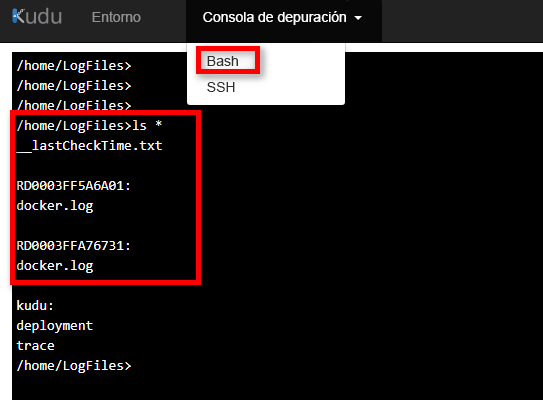 Kudu Entorno Consola de depuración
Bash
SSH
/home/LogFiles>
/home/LogFiles>
/home/LogFiles>
/home/LogFiles>ls *
__lastCheckTime.txt
RD0003FF5A6A01:
docker.log
RD0003FFA76731:
docker.log
kudu:
deployment
trace
/home/LogFiles>